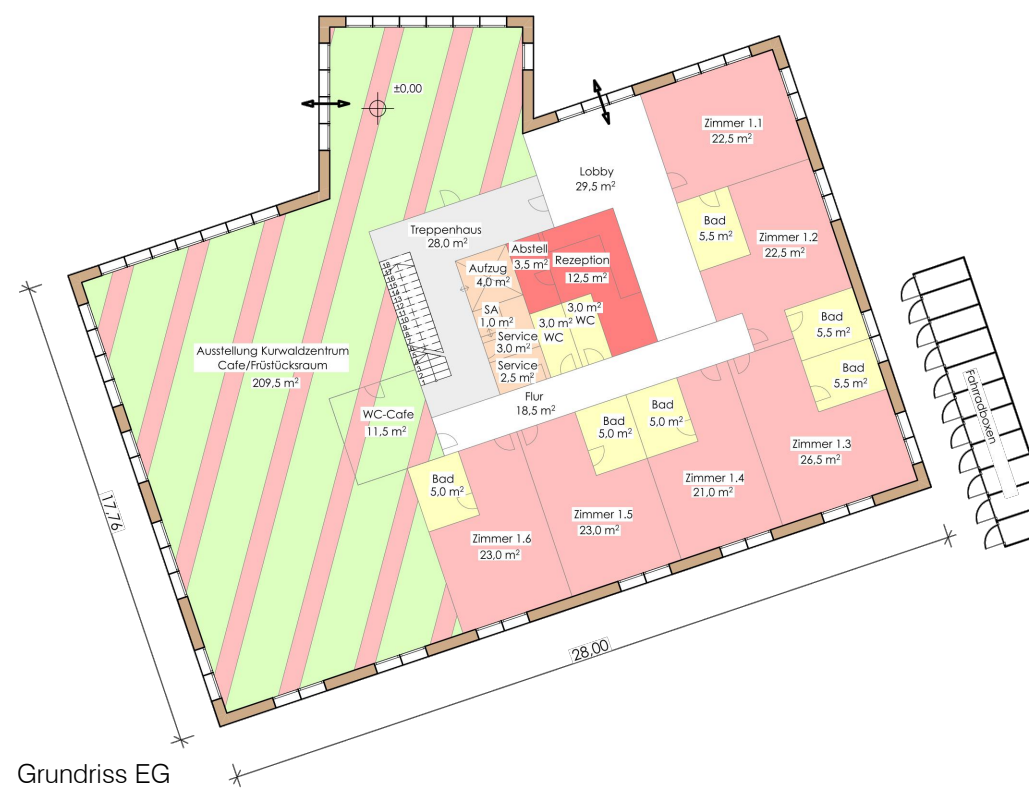 ±0,00
Zimmer 1.1
22,5 m²
Lobby
29,5 m²
Bad
5,5 m²
Zimmer 1.2
22,5 m²
Treppenhaus
28,0 m²
Abstell
3,5 m²
Rezeption
12,5 m²
Aufzug
4,0 m²
SA
1,0 m²
3,0 m²
WC
3,0 m²
WC
Service
3,0 m²
Service
2,5 m²
Bad
5,5 m²
Bad
5,5 m²
Ausstellung Kurwaldzentrum
Cafe/Früstücksraum
209,5 m²
WC-Cafe
11,5 m²
Flur
18,5 m²
Bad
5,0 m²
Bad
5,0 m²
Bad
5,0 m²
Zimmer 1.3
26,5 m²
Zimmer 1.4
21,0 m²
Zimmer 1.5
23,0 m²
Zimmer 1.6
23,0 m²
Fahrradboxen
17,76
28,00
Grundriss EG